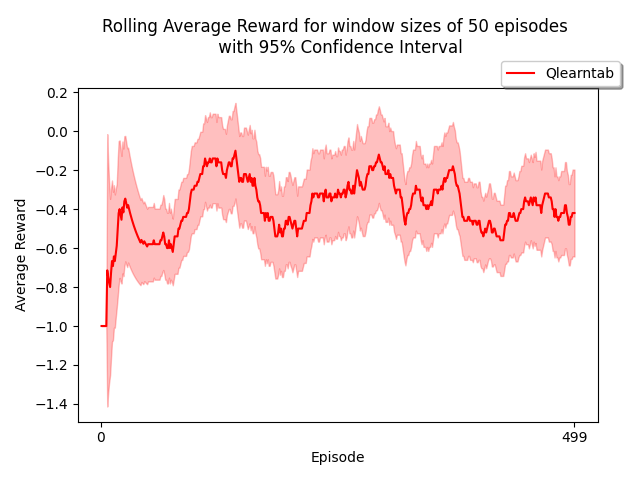 Rolling Average Reward for window sizes of 50 episodes
with 95% Confidence Interval
Qlearntab
0.2
0.0
−0.2
−0.4
−0.6
−0.8
−1.0
−1.2
−1.4
Average Reward
0 499
Episode